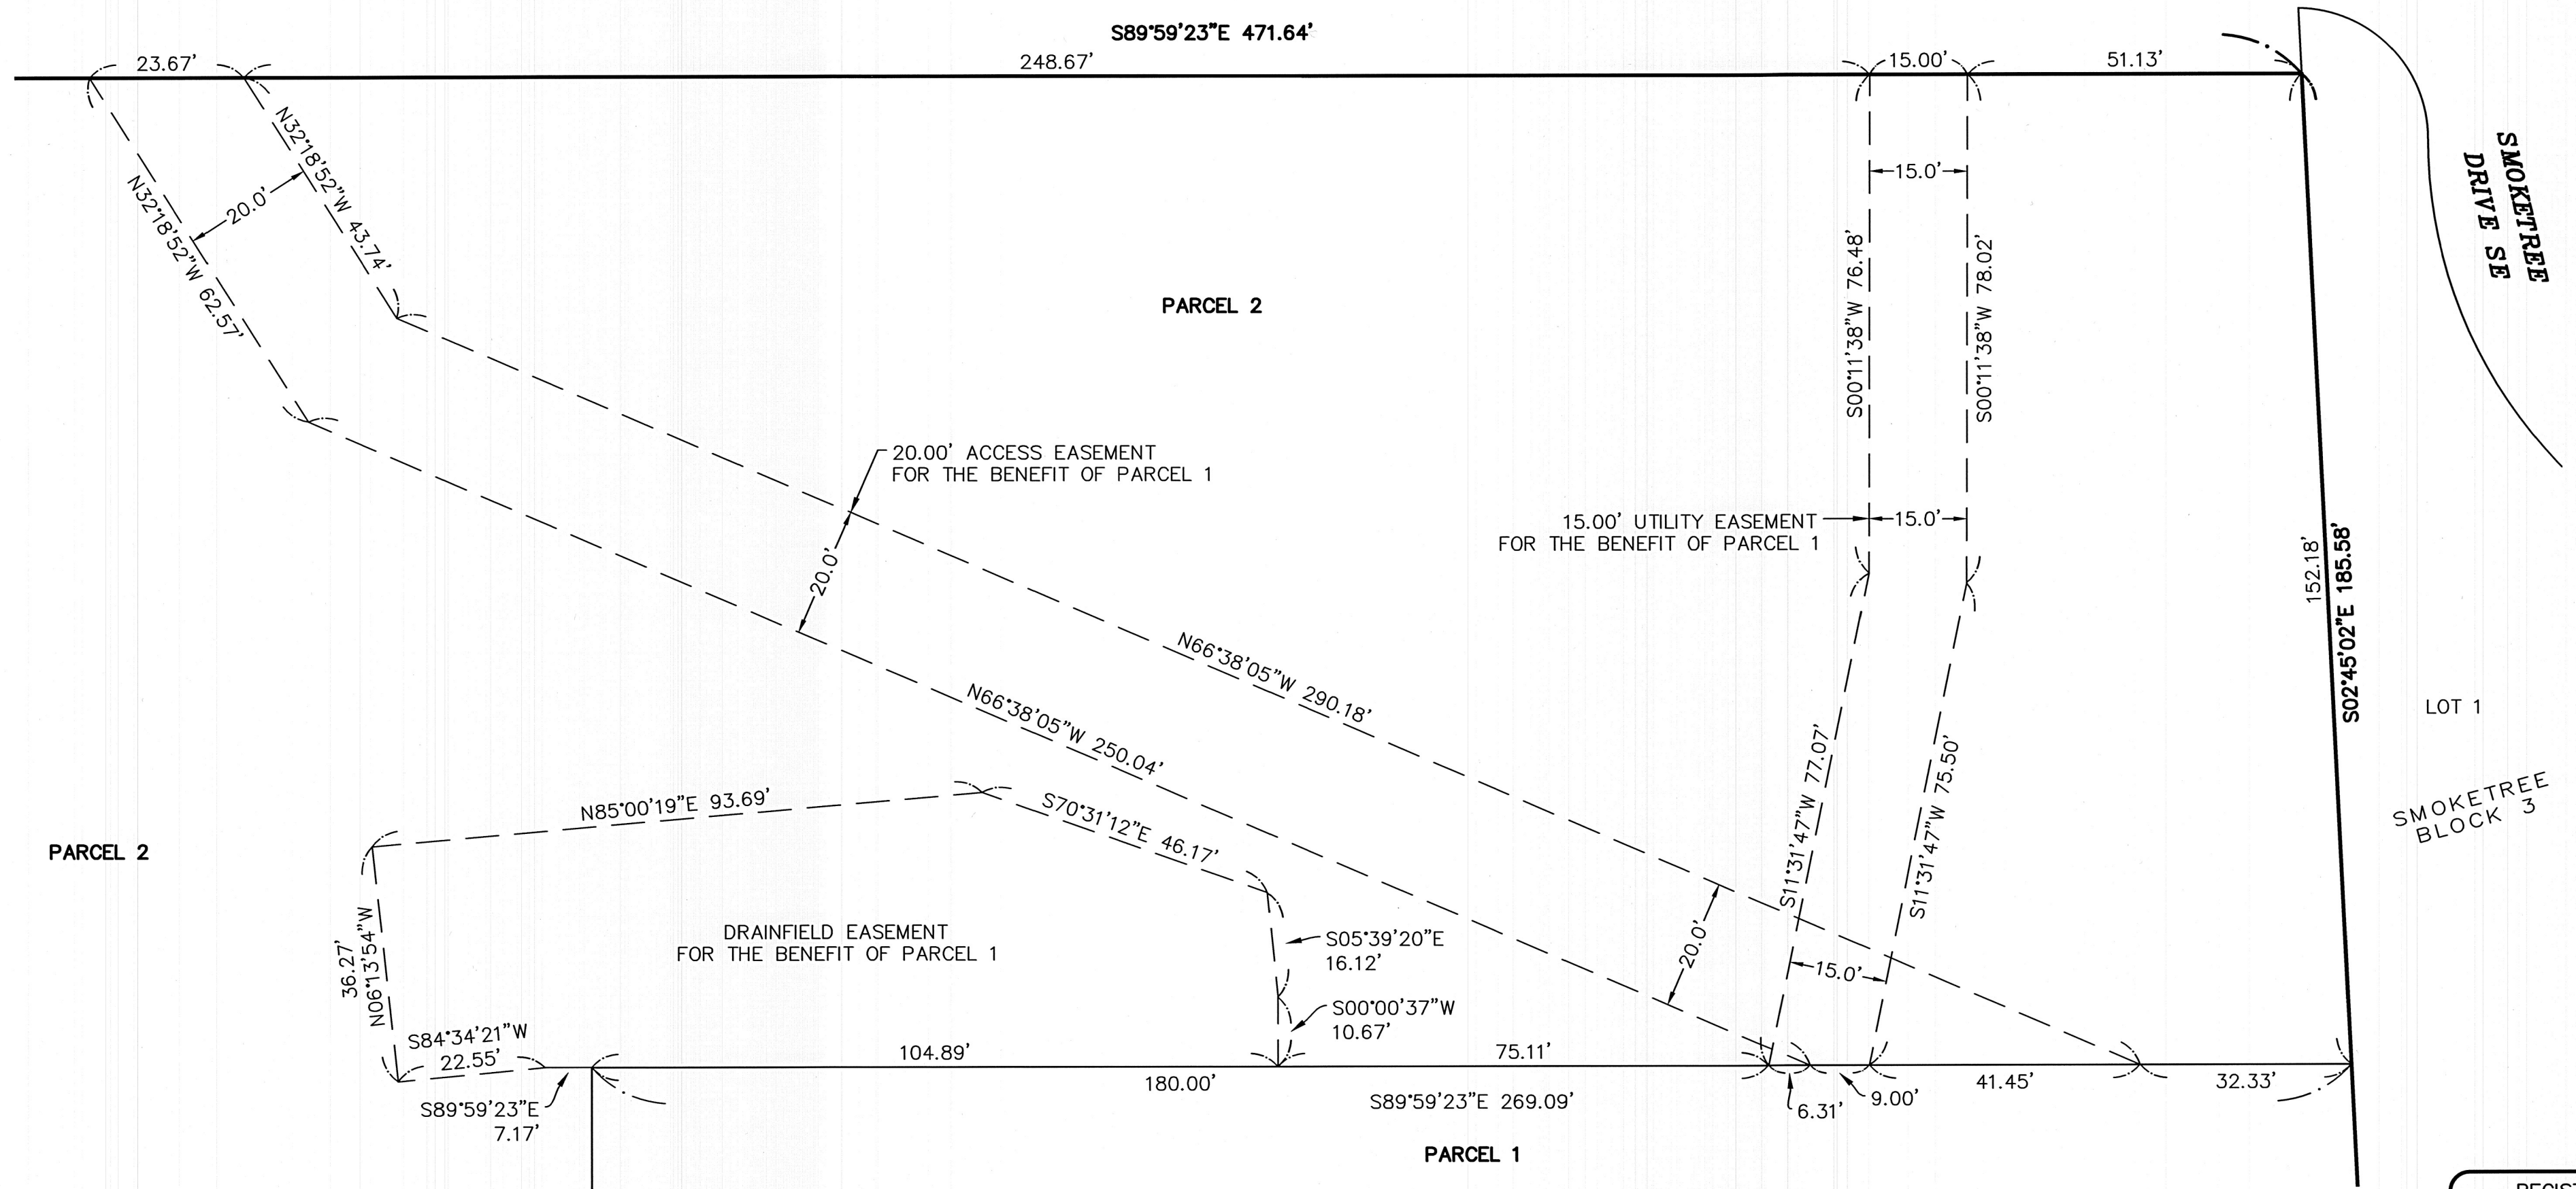 S89°59'23"E 471.64'
23.67'
248.67'
15.00'
51.13'
SMOKETREE
DRIVE SE
N32°18'52"W 43.74'
20.0'
N32°18'52"W 62.57'
15.0'
S00°11'38"W 76.48'
S00°11'38"W 78.02'
PARCEL 2
20.00' ACCESS EASEMENT
FOR THE BENEFIT OF PARCEL 1
15.00' UTILITY EASEMENT
FOR THE BENEFIT OF PARCEL 1
15.0'
152.18'
S02°45'02"E 185.58'
20.0'
N66°38'05"W 290.18'
N66°38'05"W 250.04'
LOT 1
SMOKETREE
BLOCK 3
S11°31'47"W 77.07'
S11°31'47"W 75.50'
N85°00'19"E 93.69'
S70°31'12"E 46.17'
PARCEL 2
DRAINFIELD EASEMENT
FOR THE BENEFIT OF PARCEL 1
36.27'
N06°13'54"W
S05°39'20"E
16.12'
20.0'
15.0'
S00°00'37"W
10.67'
S84°34'21"W
22.55'
104.89'
75.11'
180.00'
41.45'
32.33'
S89°59'23"E
7.17'
S89°59'23"E 269.09'
6.31'
9.00'
PARCEL 1